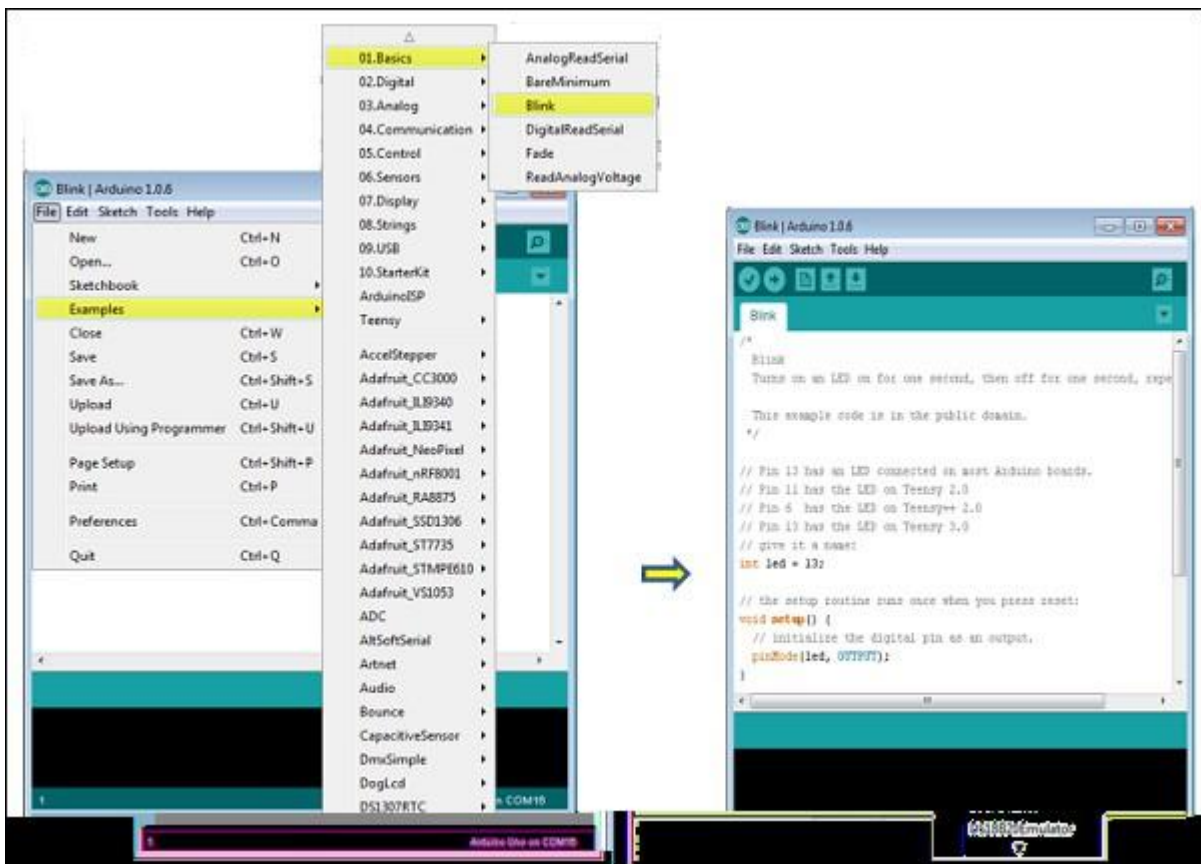 01.Basics
02.Digital
03.Analog
04.Communication
05.Control
06.Sensors
07.Display
08.Strings
09.USB
10.StarterKit
ArduinoISP
Teensy
AccelStepper
Adafruit_CC3000
Adafruit_ILI9340
Adafruit_ILI9341
Adafruit_NeoPixel
Adafruit_nRF8001
Adafruit_RA8875
Adafruit_SSD1306
Adafruit_ST7735
Adafruit_STMPE610
Adafruit_VS1053
ADC
AltSoftSerial
Artnet
Audio
Bounce
CapacitiveSensor
DmxSimple
DogLcd
DS1307RTC
AnalogReadSerial
BareMinimum
Blink
DigitalReadSerial
Fade
ReadAnalogVoltage
Blink | Arduino 1.0.6
File Edit Sketch Tools Help
New Ctrl+N
Open... Ctrl+O
Sketchbook
Examples
Close Ctrl+W
Save Ctrl+S
Save As... Ctrl+Shift+S
Upload Ctrl+U
Upload Using Programmer Ctrl+Shift+U
Page Setup Ctrl+Shift+P
Print Ctrl+P
Preferences Ctrl+Comma
Quit Ctrl+Q
1
on COM16
Blink | Arduino 1.0.6
File Edit Sketch Tools Help
Blink
/*
Blink
Turns on an LED on for one second, then off for one second, repe
This example code is in the public domain.
*/
// Pin 13 has an LED connected on most Arduino boards.
// Pin 11 has the LED on Teensy 2.0
// Pin 6 has the LED on Teensy++ 2.0
// Pin 13 has the LED on Teensy 3.0
// give it a name:
int led = 13;
// the setup routine runs once when you press reset:
void setup() {
// initialize the digital pin as an output.
pinMode(led, OUTPUT);
}
1
Arduino Uno on COM16
Emulator